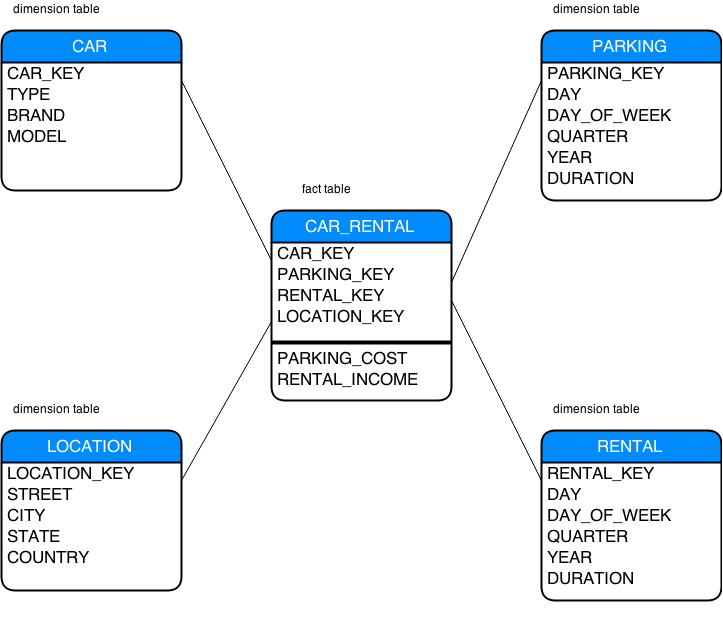 dimension table
CAR
CAR_KEY
TYPE
BRAND
MODEL
dimension table
PARKING
PARKING_KEY
DAY
DAY_OF_WEEK
QUARTER
YEAR
DURATION
fact table
CAR_RENTAL
CAR_KEY
PARKING_KEY
RENTAL_KEY
LOCATION_KEY
PARKING_COST
RENTAL_INCOME
dimension table
LOCATION
LOCATION_KEY
STREET
CITY
STATE
COUNTRY
dimension table
RENTAL
RENTAL_KEY
DAY
DAY_OF_WEEK
QUARTER
YEAR
DURATION